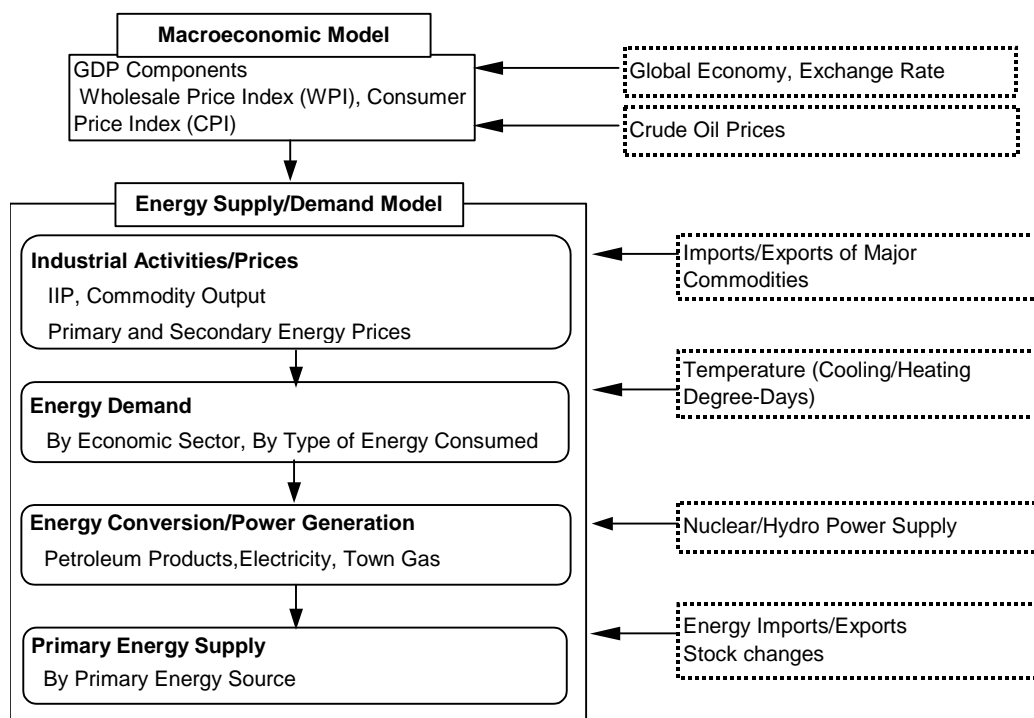 Macroeconomic Model
GDP Components
Wholesale Price Index (WPI), Consumer
Price Index (CPI)
Global Economy, Exchange Rate
Crude Oil Prices
Energy Supply/Demand Model
Industrial Activities/Prices
IIP, Commodity Output
Primary and Secondary Energy Prices
Imports/Exports of Major
Commodities
Energy Demand
By Economic Sector, By Type of Energy Consumed
Temperature (Cooling/Heating
Degree-Days)
Energy Conversion/Power Generation
Petroleum Products,Electricity, Town Gas
Nuclear/Hydro Power Supply
Primary Energy Supply
By Primary Energy Source
Energy Imports/Exports
Stock changes